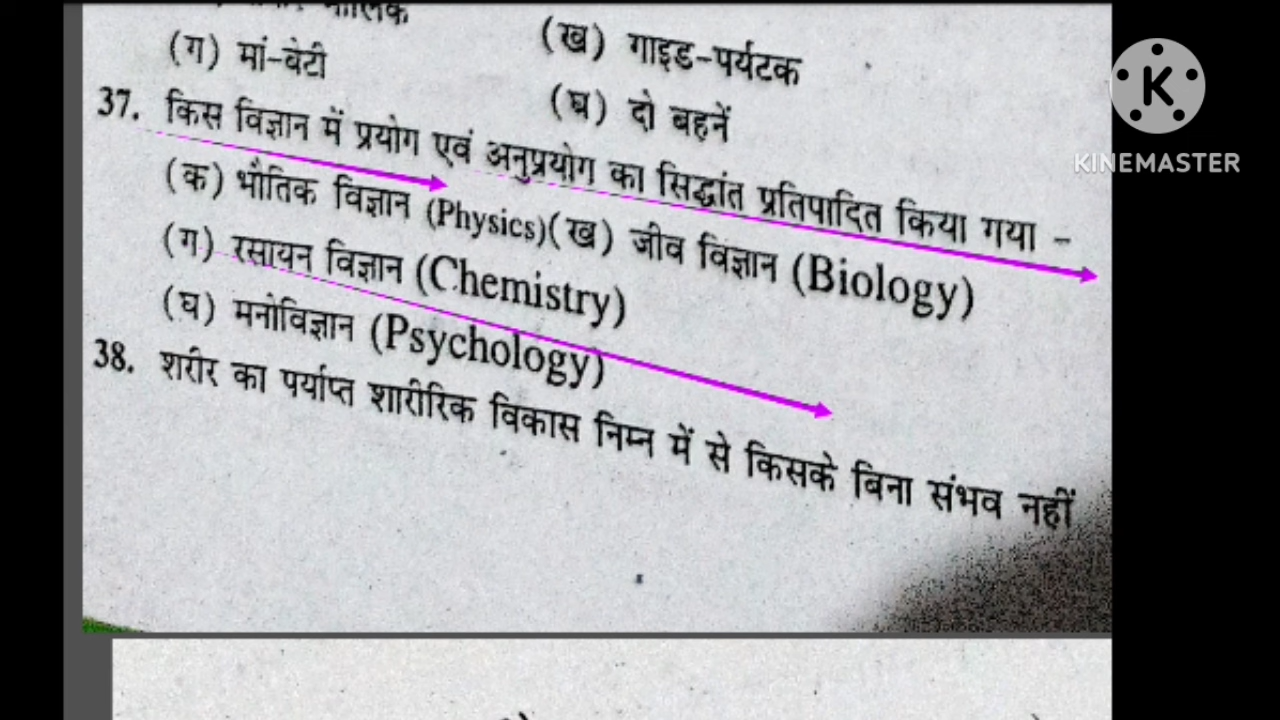 मालिक
(ख) गाइड-पर्यटक
(ग) मां-बेटी
(घ) दो बहनें
37. किस विज्ञान में प्रयोग एवं अनुप्रयोग का सिद्धांत प्रतिपादित किया गया -
(क) भौतिक विज्ञान (Physics) (ख) जीव विज्ञान (Biology)
(ग) रसायन विज्ञान (Chemistry)
(घ) मनोविज्ञान (Psychology)
38. शरीर का पर्याप्त शारीरिक विकास निम्न में से किसके बिना संभव नहीं
K
KINEMASTER